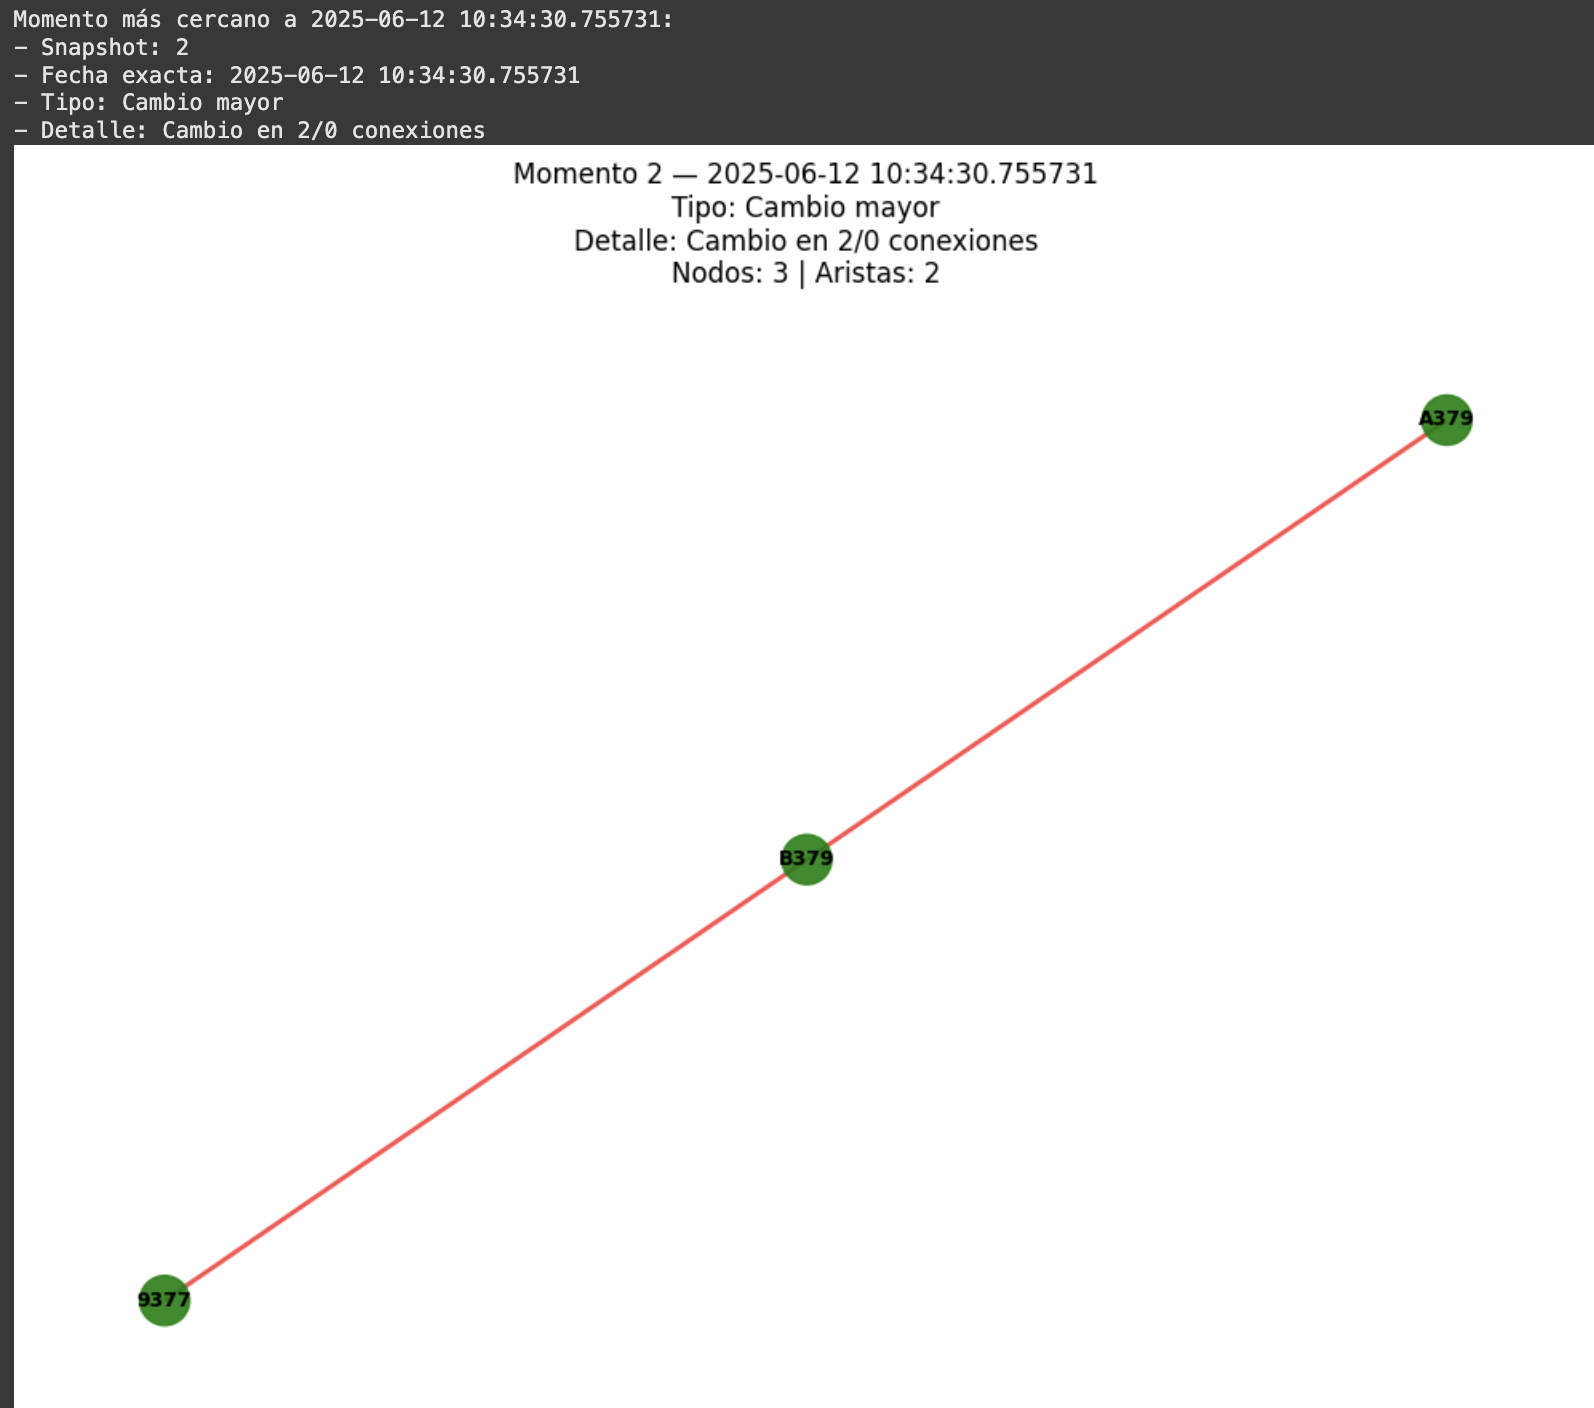 Momento más cercano a 2025-06-12 10:34:30.755731:
- Snapshot: 2
- Fecha exacta: 2025-06-12 10:34:30.755731
- Tipo: Cambio mayor
- Detalle: Cambio en 2/0 conexiones
Momento 2 — 2025-06-12 10:34:30.755731
Tipo: Cambio mayor
Detalle: Cambio en 2/0 conexiones
Nodos: 3 | Aristas: 2
A379
B379
9377